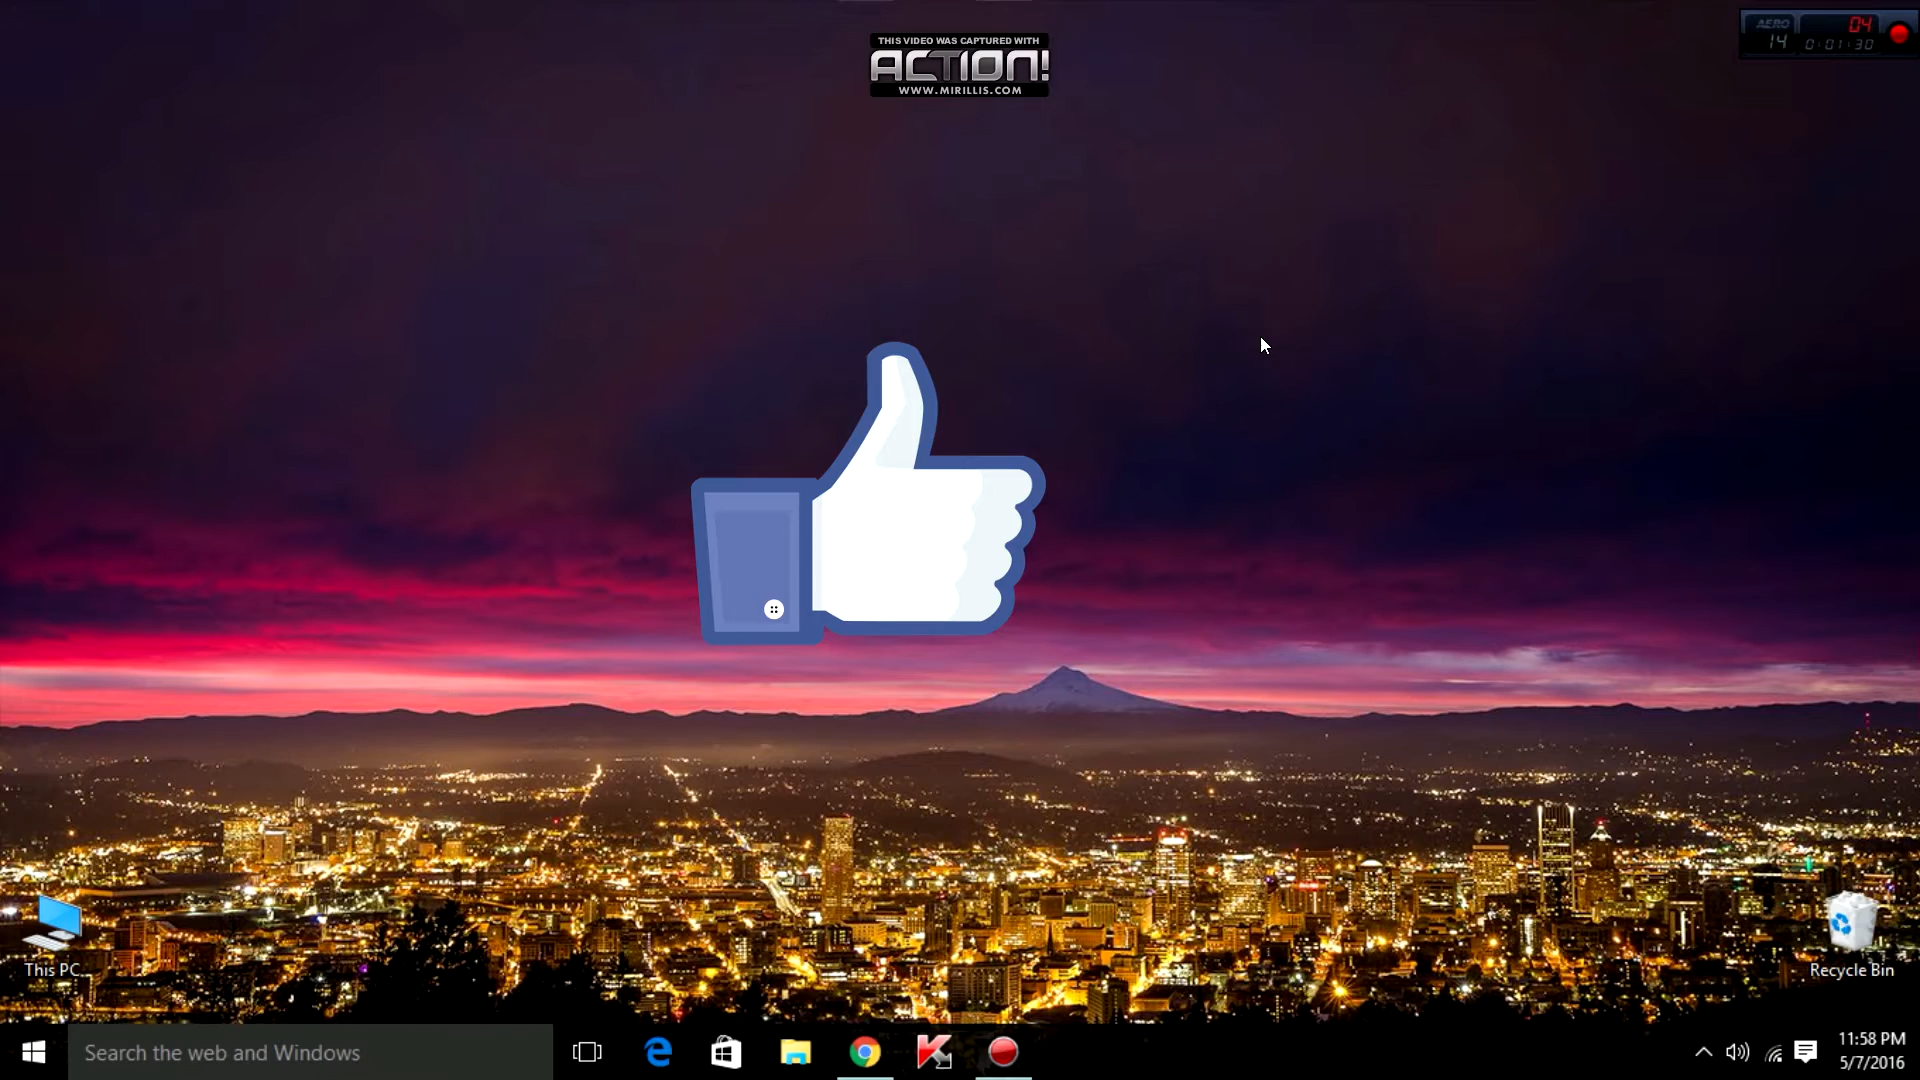 THIS VIDEO WAS CAPTURED WITH
ACTION!
WWW.MIRILLIS.COM
AERO
04
14
0:01:30
This PC
Recycle Bin
Search the web and Windows
11:58 PM
5/7/2016